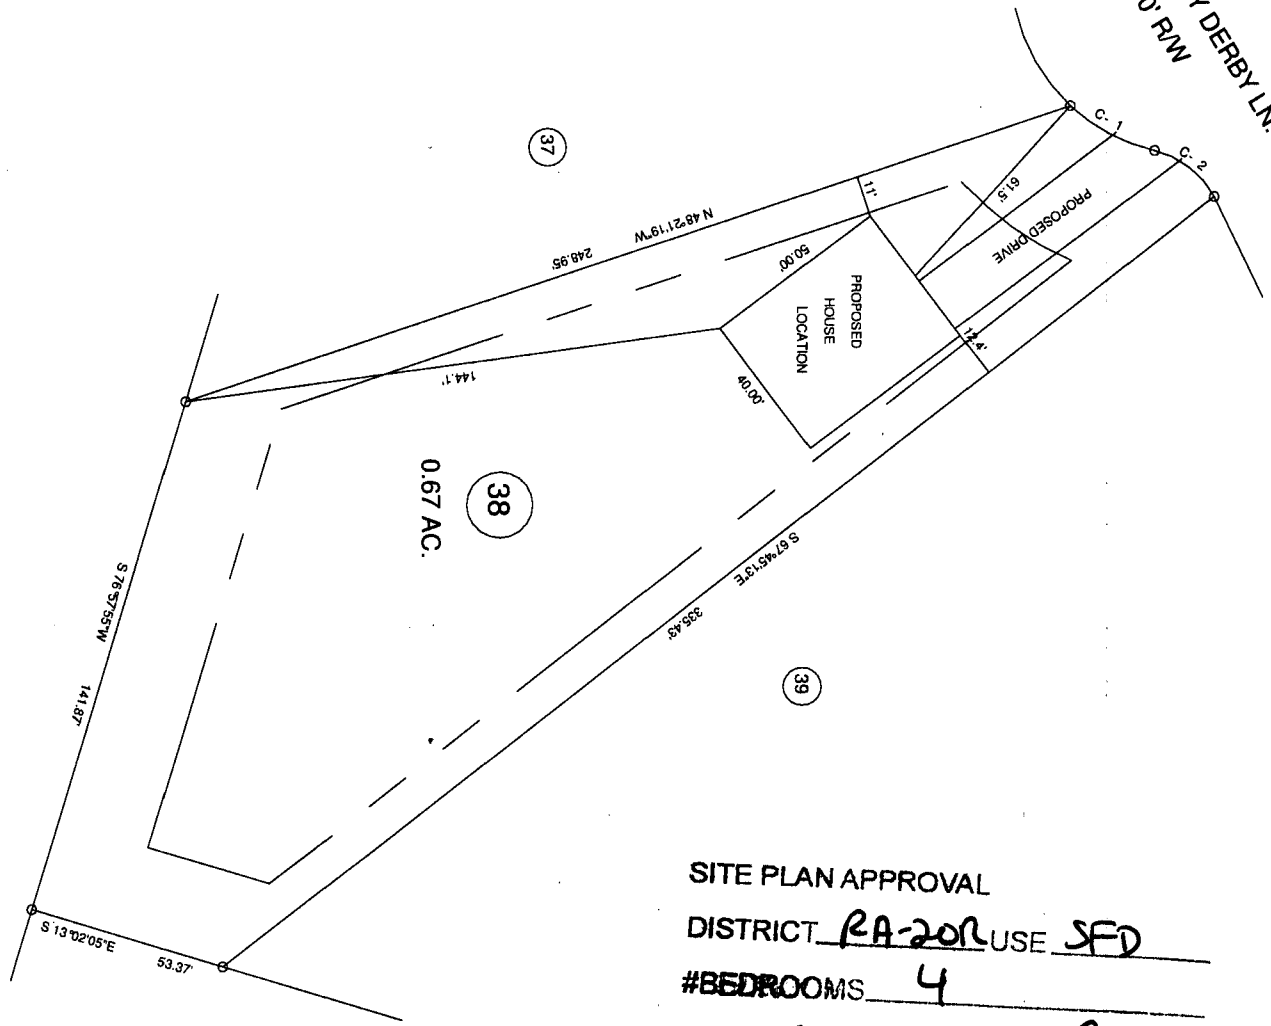 Y DERBY LN.
0' R/W
C- 1
C- 2
37
11'
61.5'
PROPOSED DRIVE
N 48°21'19"W
248.95'
50.00'
PROPOSED
HOUSE
LOCATION
12.4'
40.00'
144.1'
38
0.67 AC.
S 67°45'13"E
335.43'
39
S 76°57'55"W
141.87'
S 13°02'05"E
53.37'
SITE PLAN APPROVAL
DISTRICT RA-20R USE SFD
#BEDROOMS 4